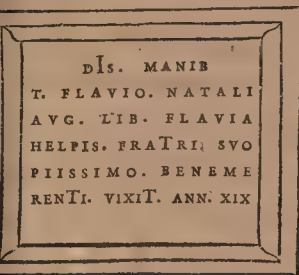 DIS. MANIB
T. FLAVIO. NATALI
AVG. LIB. FLAVIA
HELPIS. FRATRI. SVO
PIISSIMO. BENEME
RENTI. VIXIT. ANN. XIX